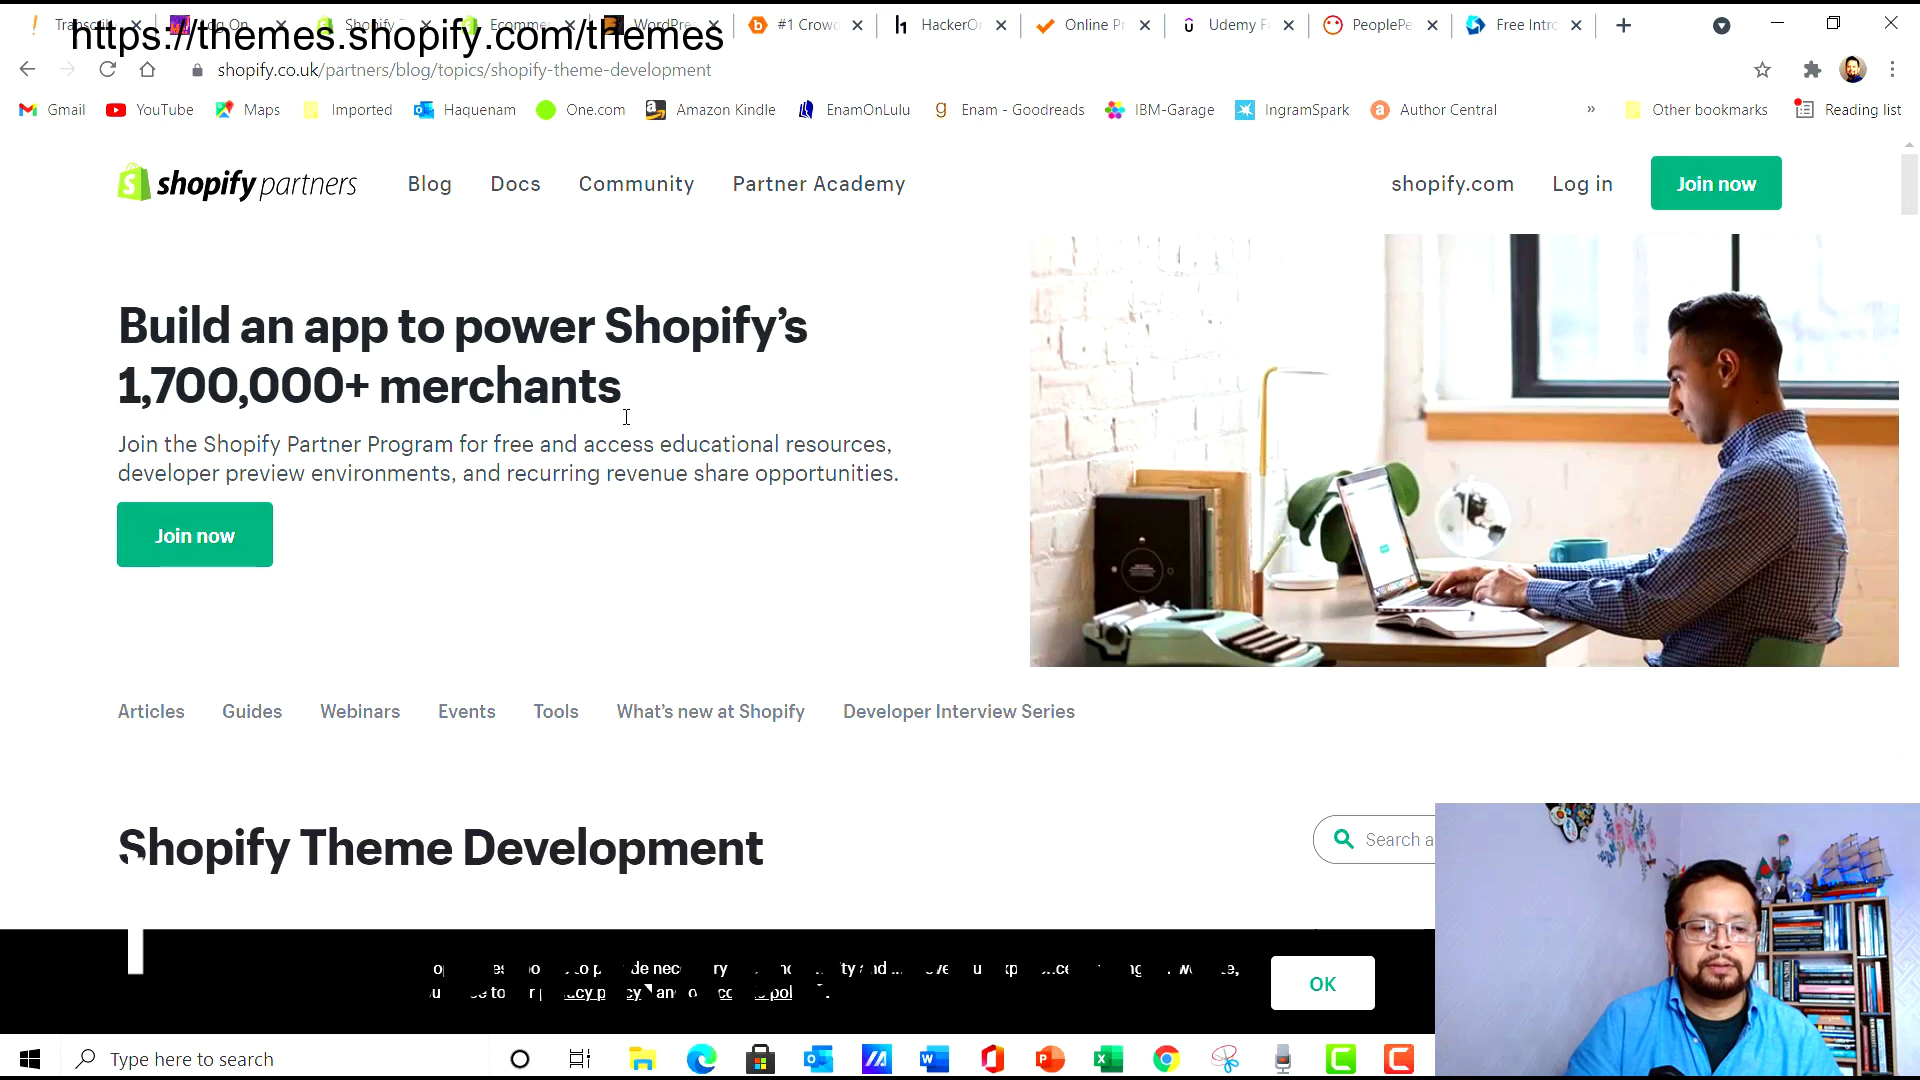 https://themes.shopify.com/themes
Shopify
Ecomme
WordPre
#1 Crow
HackerOn
Online Pr
Udemy F
PeoplePe
Free Intro
shopify.co.uk/partners/blog/topics/shopify-theme-development
Gmail YouTube Maps Imported Haquenam One.com Amazon Kindle EnamOnLulu Enam - Goodreads IBM-Garage IngramSpark Author Central » Other bookmarks Reading list
shopify partners Blog Docs Community Partner Academy shopify.com Log in Join now
Build an app to power Shopify’s
1,700,000+ merchants
Join the Shopify Partner Program for free and access educational resources,
developer preview environments, and recurring revenue share opportunities.
Join now
Articles Guides Webinars Events Tools What’s new at Shopify Developer Interview Series
Shopify Theme Development
Search a
OK
Type here to search